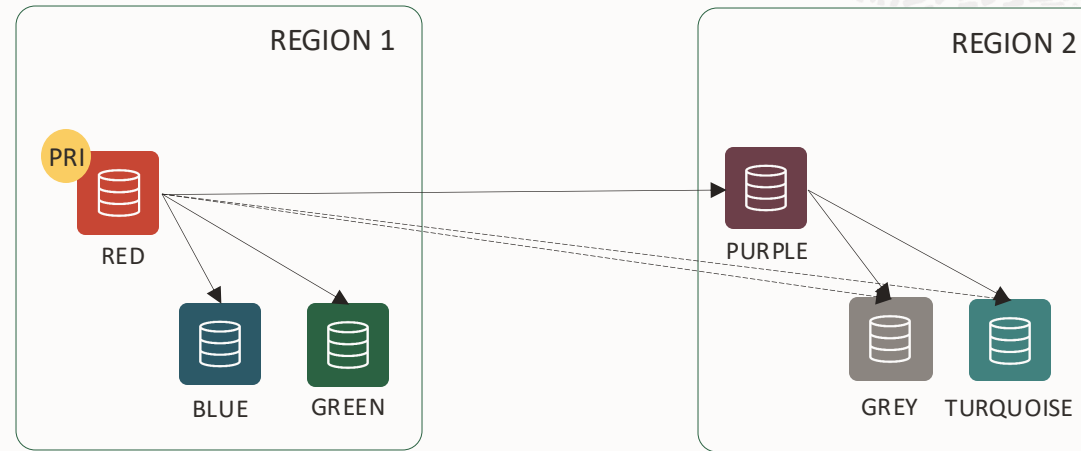 REGION 1
REGION 2
PRI
RED
PURPLE
BLUE
GREEN
GREY
TURQUOISE